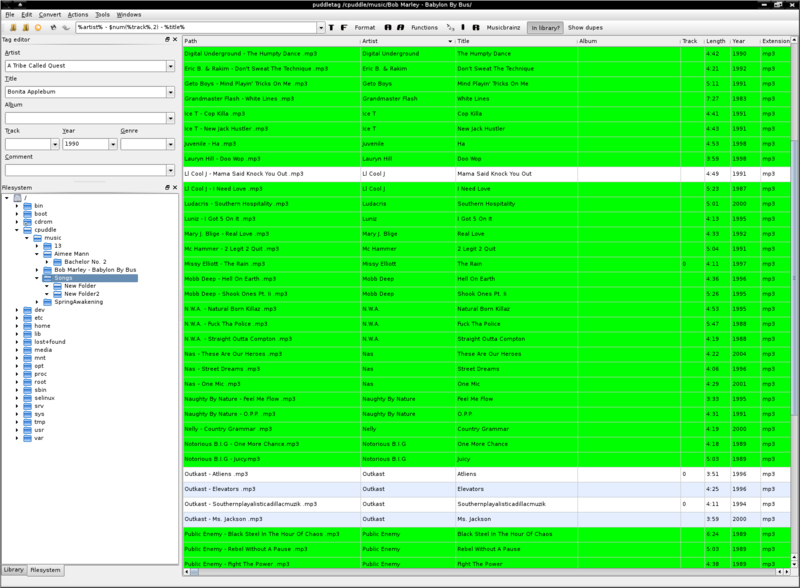 puddletag /cpuddle/music/Bob Marley - Babylon By Bus/
File Edit Convert Actions Tools Windows
%artist% - $num(%track%,2) - %title% T F Format Functions Musicbrainz In library? Show dupes
Tag editor
Artist
A Tribe Called Quest
Title
Bonita Applebum
Album
Track Year Genre
1990
Comment
Filesystem
/
bin
boot
cdrom
cpuddle
music
13
Aimee Mann
Bachelor No. 2
Bob Marley - Babylon By Bus
Songs
New Folder
New Folder2
SpringAwakening
dev
etc
home
lib
lost+found
media
mnt
opt
proc
root
sbin
selinux
srv
sys
tmp
usr
var
Library Filesystem
Path Artist Title Album Track Length Year Extension
Digital Underground - The Humpty Dance .mp3 Digital Underground The Humpty Dance 4:42 1990 mp3
Eric B. & Rakim - Don't Sweat The Technique .mp3 Eric B. & Rakim Don't Sweat The Technique 4:21 1992 mp3
Geto Boys - Mind Playin' Tricks On Me .mp3 Geto Boys Mind Playin' Tricks On Me 5:11 1991 mp3
Grandmaster Flash - White Lines .mp3 Grandmaster Flash White Lines 7:27 1983 mp3
Ice T - Cop Killa .mp3 Ice T Cop Killa 4:41 1991 mp3
Ice T - New Jack Hustler .mp3 Ice T New Jack Hustler 4:43 1991 mp3
Juvenile - Ha .mp3 Juvenile Ha 4:53 1998 mp3
Lauryn Hill - Doo Wop .mp3 Lauryn Hill Doo Wop 3:59 1998 mp3
Ll Cool J - Mama Said Knock You Out .mp3 Ll Cool J Mama Said Knock You Out 4:49 1991 mp3
Ll Cool J - I Need Love .mp3 Ll Cool J I Need Love 5:23 1987 mp3
Ludacris - Southern Hospitality .mp3 Ludacris Southern Hospitality 5:01 2000 mp3
Luniz - I Got 5 On It .mp3 Luniz I Got 5 On It 4:13 1995 mp3
Mary J. Blige - Real Love .mp3 Mary J. Blige Real Love 4:33 1992 mp3
Mc Hammer - 2 Legit 2 Quit .mp3 Mc Hammer 2 Legit 2 Quit 5:04 1991 mp3
Missy Elliott - The Rain .mp3 Missy Elliott The Rain 0 4:11 1997 mp3
Mobb Deep - Hell On Earth .mp3 Mobb Deep Hell On Earth 4:36 1996 mp3
Mobb Deep - Shook Ones Pt. Ii .mp3 Mobb Deep Shook Ones Pt. Ii 5:26 1995 mp3
N.W.A. - Natural Born Killaz .mp3 N.W.A. Natural Born Killaz 4:53 1995 mp3
N.W.A. - Fuck Tha Police .mp3 N.W.A. Fuck Tha Police 5:47 1988 mp3
N.W.A. - Straight Outta Compton .mp3 N.W.A. Straight Outta Compton 4:19 1988 mp3
Nas - These Are Our Heroes .mp3 Nas These Are Our Heroes 4:22 2004 mp3
Nas - Street Dreams .mp3 Nas Street Dreams 4:06 1996 mp3
Nas - One Mic .mp3 Nas One Mic 4:29 2001 mp3
Naughty By Nature - Feel Me Flow .mp3 Naughty By Nature Feel Me Flow 3:33 1995 mp3
Naughty By Nature - O.P.P. .mp3 Naughty By Nature O.P.P. 4:31 1991 mp3
Nelly - Country Grammar .mp3 Nelly Country Grammar 4:19 2000 mp3
Notorious B.I.G - One More Chance.mp3 Notorious B.I.G One More Chance 4:18 1989 mp3
Notorious B.I.G - Juicy.mp3 Notorious B.I.G Juicy 5:03 1989 mp3
Outkast - Atliens .mp3 Outkast Atliens 0 3:51 1996 mp3
Outkast - Elevators .mp3 Outkast Elevators 4:25 1996 mp3
Outkast - Southernplayalisticadillacmuzik .mp3 Outkast Southernplayalisticadillacmuzik 0 4:11 1994 mp3
Outkast - Ms. Jackson .mp3 Outkast Ms. Jackson 3:59 2000 mp3
Public Enemy - Black Steel In The Hour Of Chaos .mp3 Public Enemy Black Steel In The Hour Of Chaos 6:24 1989 mp3
Public Enemy - Rebel Without A Pause .mp3 Public Enemy Rebel Without A Pause 5:03 1989 mp3
Public Enemy - Fight The Power .mp3 Public Enemy Fight The Power 4:38 1989 mp3